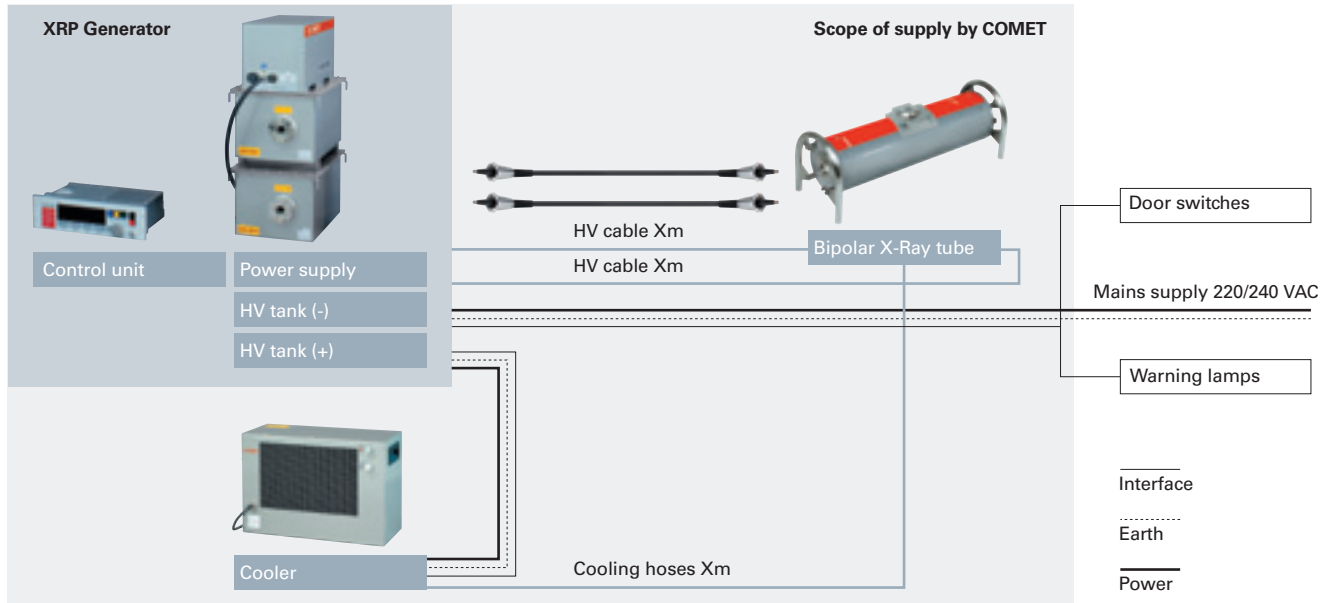 XRP Generator
Scope of supply by COMET
HV cable Xm
Door switches
Control unit
Power supply
HV cable Xm
Bipolar X-Ray tube
Mains supply 220/240 VAC
HV tank (-)
HV tank (+)
Warning lamps
Interface
Earth
Cooler
Cooling hoses Xm
Power